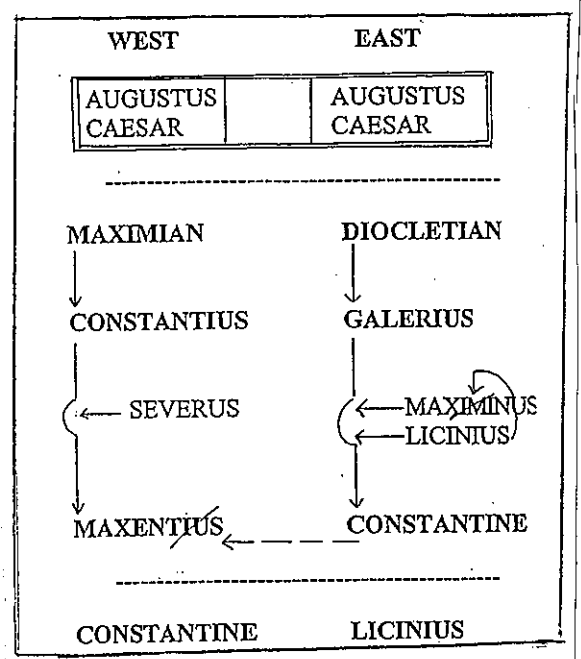 WEST EAST
AUGUSTUS AUGUSTUS
CAESAR CAESAR
MAXIMIAN DIOCLETIAN
CONSTANTIUS GALERIUS
SEVERUS MAXIMINUS
LICINIUS
MAXENTIUS CONSTANTINE
CONSTANTINE LICINIUS